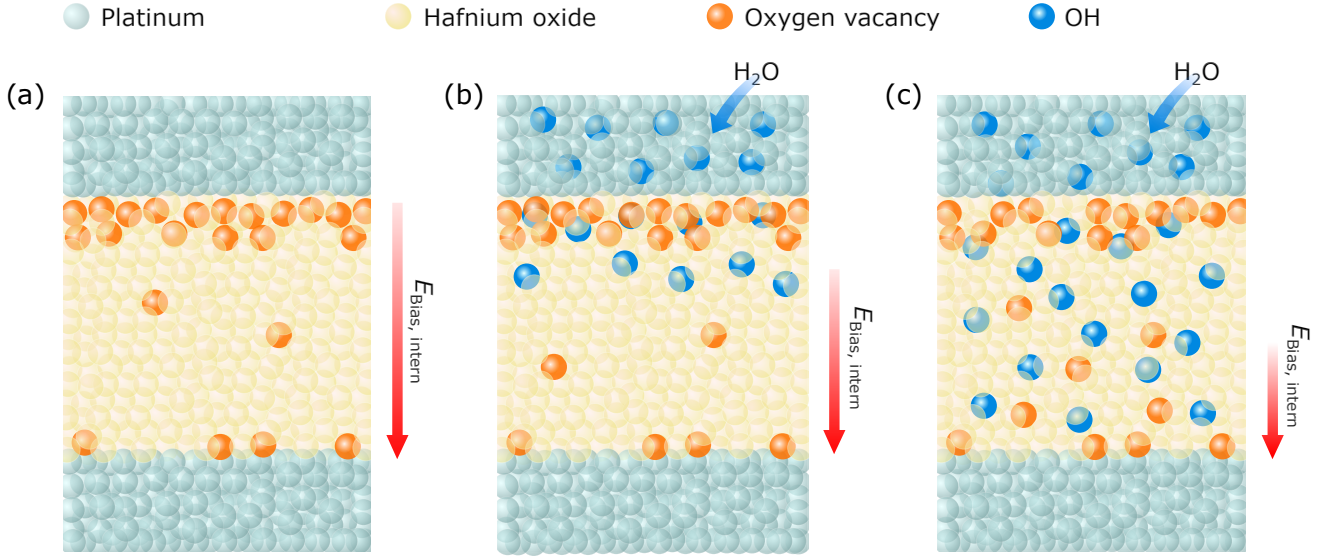 Platinum Hafnium oxide Oxygen vacancy OH
(a) (b) H2O (c) H2O
EBias, intern
EBias, intern
EBias, intern